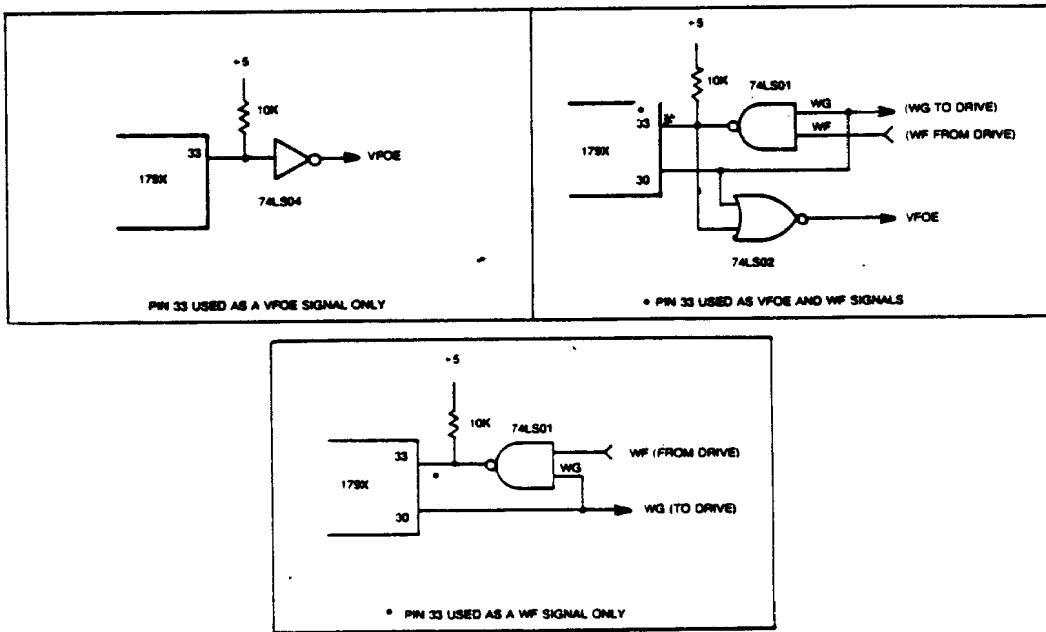 +5
10K
33
179X
VFOE
74LS04
PIN 33 USED AS A VFOE SIGNAL ONLY
+5
10K
74LS01
WG
(WG TO DRIVE)
33
WF
(WF FROM DRIVE)
179X
30
VFOE
74LS02
• PIN 33 USED AS VFOE AND WF SIGNALS
+5
10K
74LS01
33
WF (FROM DRIVE)
WG
179X
30
WG (TO DRIVE)
• PIN 33 USED AS A WF SIGNAL ONLY